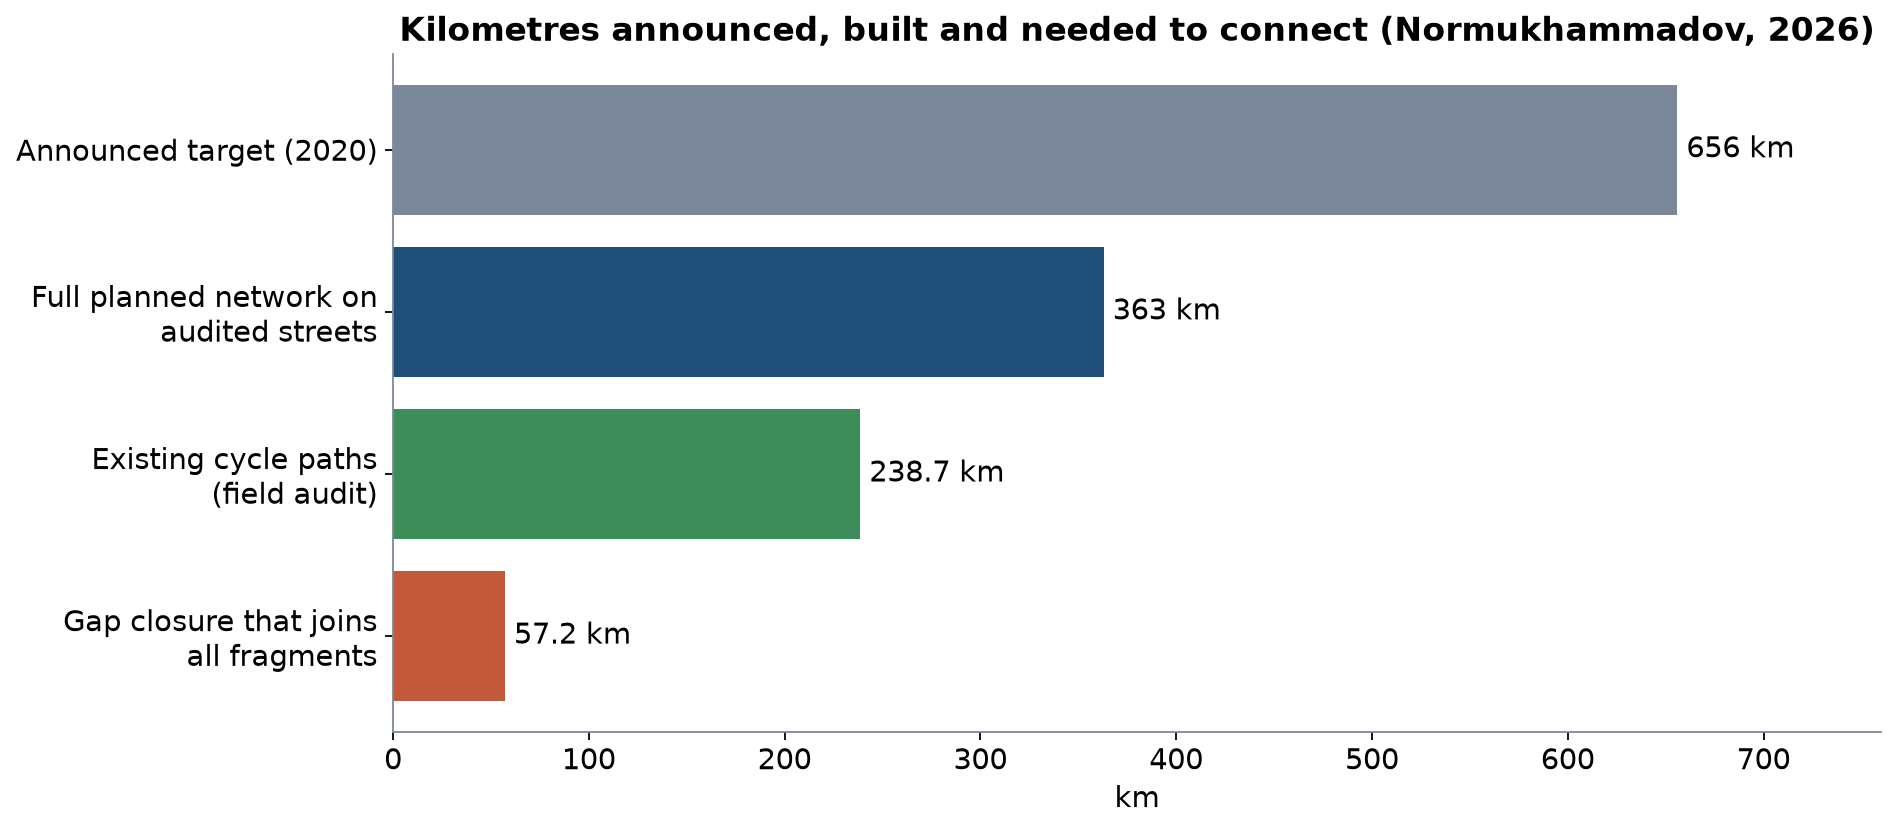 Kilometres announced, built and needed to connect (Normukhammadov, 2026)
Announced target (2020)
656 km
Full planned network on
audited streets
363 km
Existing cycle paths
(field audit)
238.7 km
Gap closure that joins
all fragments
57.2 km
0 100 200 300 400 500 600 700
km